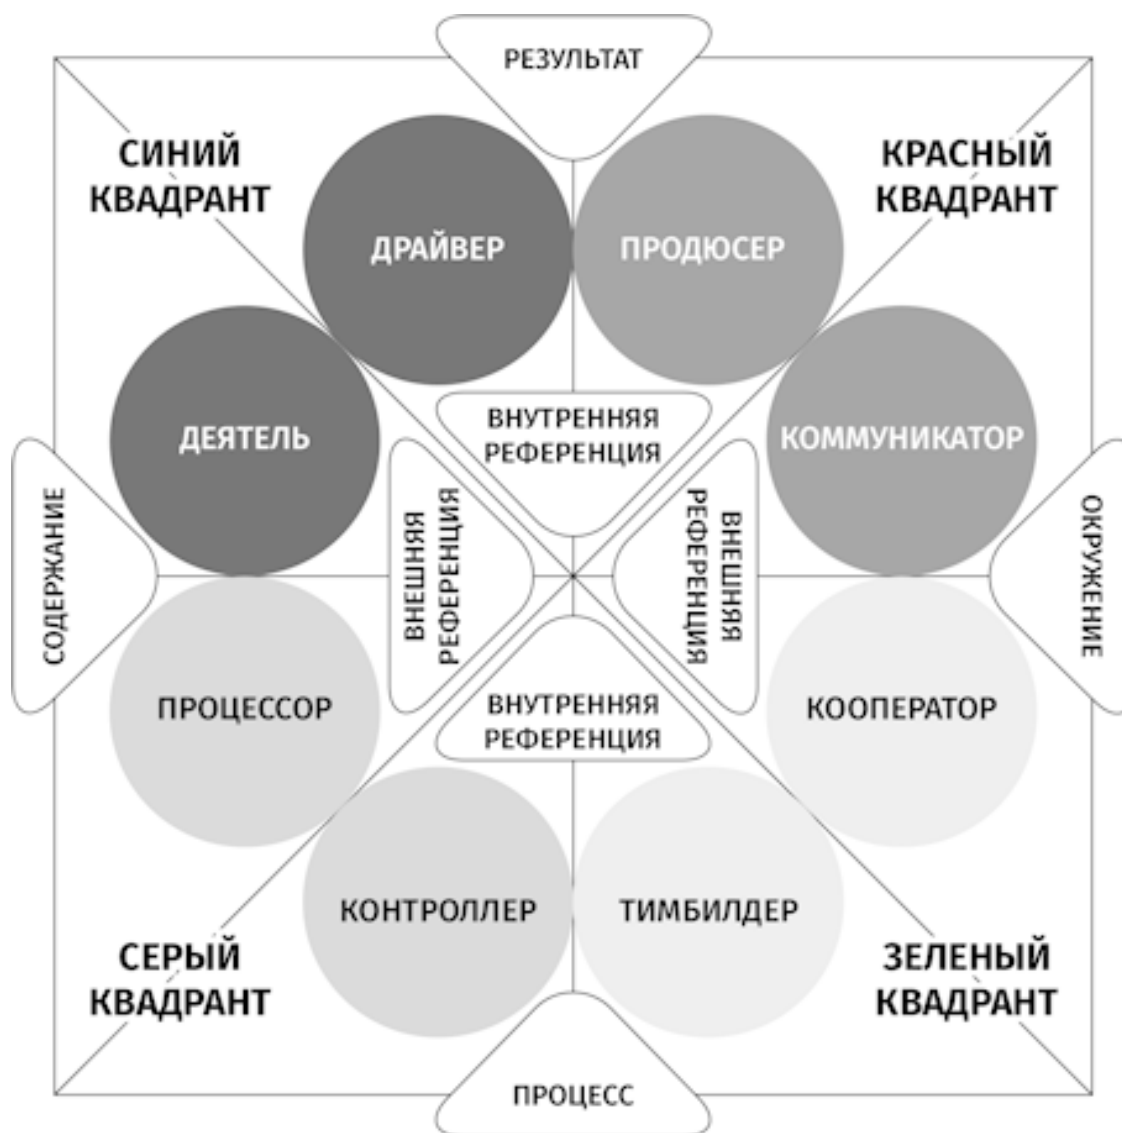 РЕЗУЛЬТАТ
СИНИЙ
КВАДРАНТ
КРАСНЫЙ
КВАДРАНТ
ДРАЙВЕР
ПРОДЮСЕР
ДЕЯТЕЛЬ
КОММУНИКАТОР
ВНУТРЕННЯЯ
РЕФЕРЕНЦИЯ
СОДЕРЖАНИЕ
ВНЕШНЯЯ
РЕФЕРЕНЦИЯ
ВНЕШНЯЯ
РЕФЕРЕНЦИЯ
ОКРУЖЕНИЕ
ВНУТРЕННЯЯ
РЕФЕРЕНЦИЯ
ПРОЦЕССОР
КООПЕРАТОР
КОНТРОЛЛЕР
ТИМБИЛДЕР
СЕРЫЙ
КВАДРАНТ
ЗЕЛЕНЫЙ
КВАДРАНТ
ПРОЦЕСС